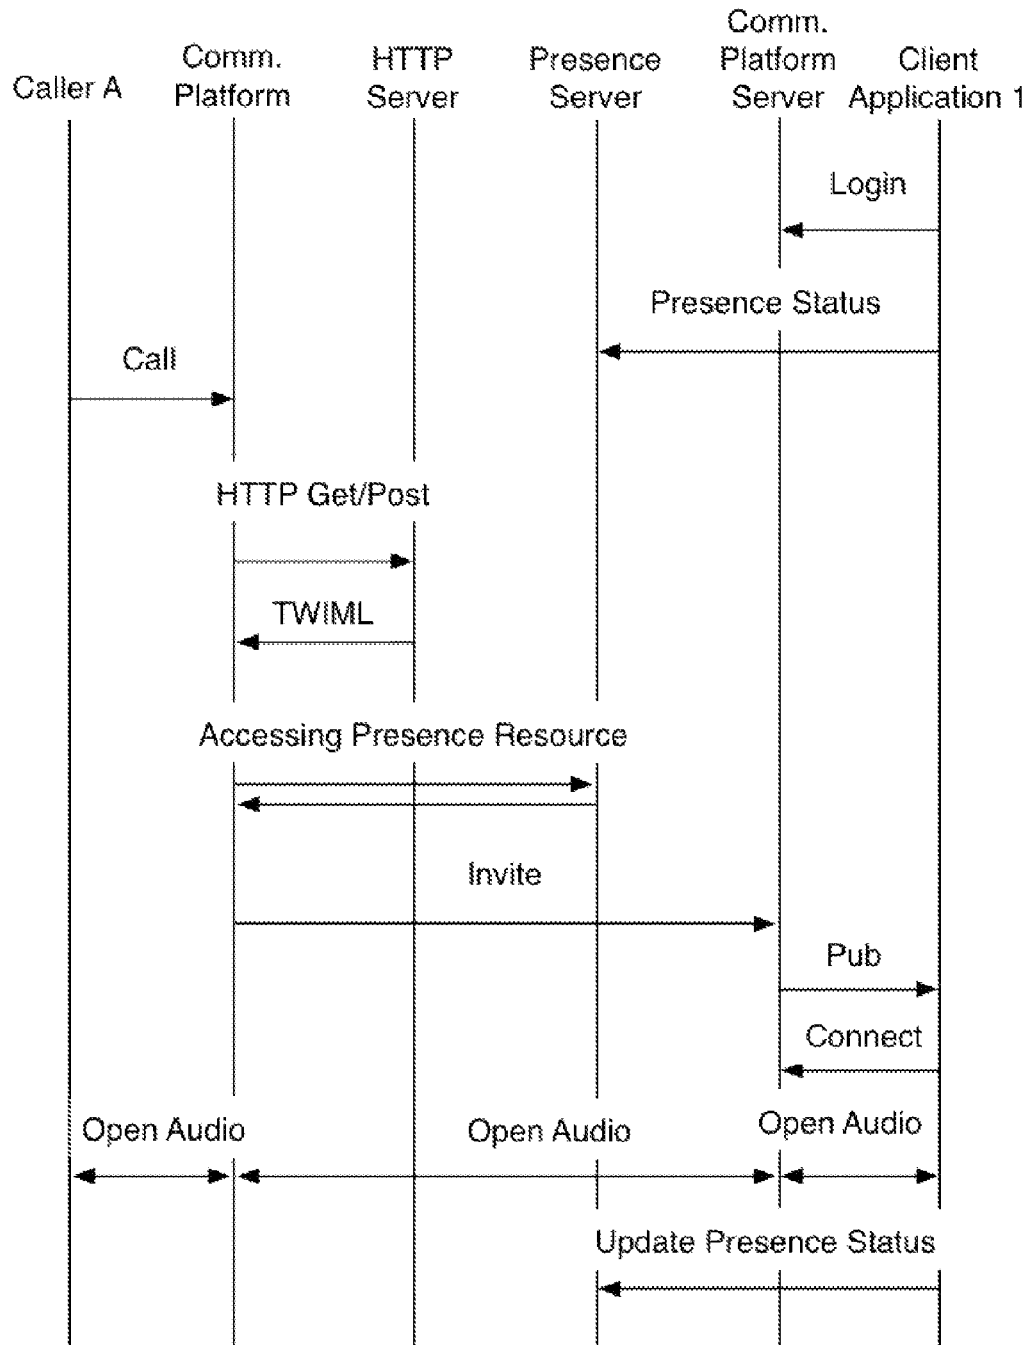 Caller A
Comm.
Platform
HTTP
Server
Presence
Server
Comm.
Platform
Server
Client
Application 1
Login
Presence Status
Call
HTTP Get/Post
TWIML
Accessing Presence Resource
Invite
Pub
Connect
Open Audio
Open Audio
Open Audio
Update Presence Status